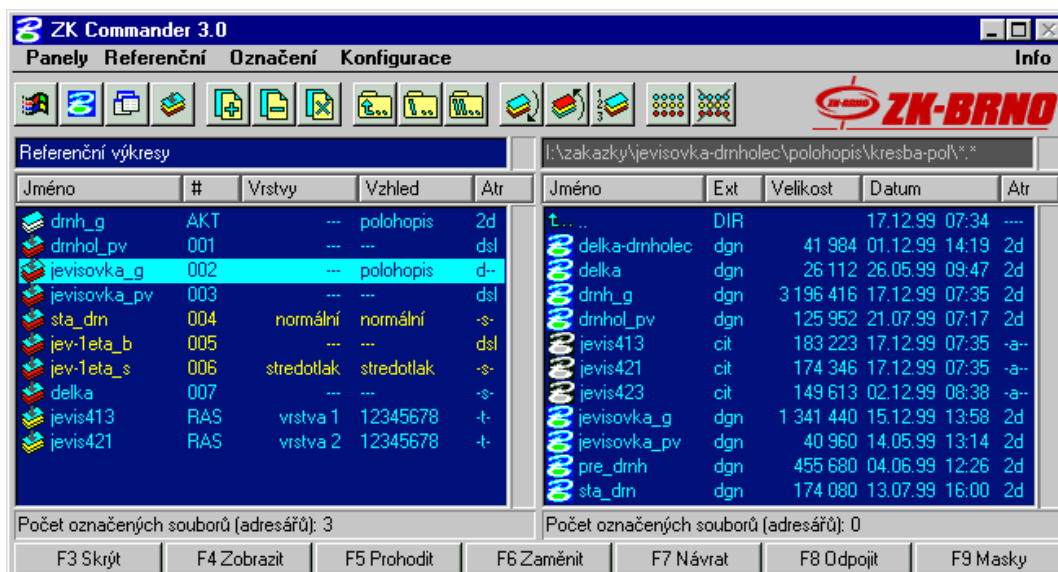 ZK Commander 3.0
Panely Referenční Označení Konfigurace Info
ZK-BRNO ZK-BRNO
Referenční výkresy
I:\zakazky\jevisovka-drnholec\polohopis\kresba-pol\*.*
Jméno # Vrstvy Vzhled Atr
drnh_g AKT --- polohopis 2d
drnhol_pv 001 --- --- dsl
jevisovka_g 002 --- polohopis d--
jevisovka_pv 003 --- --- dsl
sta_drn 004 normální normální -s-
jev-1eta_b 005 --- --- dsl
jev-1eta_s 006 stredotlak stredotlak -s-
delka 007 --- --- -s-
jevis413 RAS vrstva 1 12345678 -t-
jevis421 RAS vrstva 2 12345678 -t-
Počet označených souborů (adresářů): 3
Jméno Ext Velikost Datum Atr
.. DIR 17.12.99 07:34 ----
delka-drnholec dgn 41 984 01.12.99 14:19 2d
delka dgn 26 112 26.05.99 09:47 2d
drnh_g dgn 3 196 416 17.12.99 07:35 2d
drnhol_pv dgn 125 952 21.07.99 07:17 2d
jevis413 cit 183 223 17.12.99 07:35 -a--
jevis421 cit 174 346 17.12.99 07:35 -a--
jevis423 cit 149 613 02.12.99 08:38 -a--
jevisovka_g dgn 1 341 440 15.12.99 13:58 2d
jevisovka_pv dgn 40 960 14.05.99 13:14 2d
pre_drnh dgn 455 680 04.06.99 12:26 2d
sta_drn dgn 174 080 13.07.99 16:00 2d
Počet označených souborů (adresářů): 0
F3 Skrýt F4 Zobrazit F5 Prohodit F6 Zaměnit F7 Návrat F8 Odpojit F9 Masky